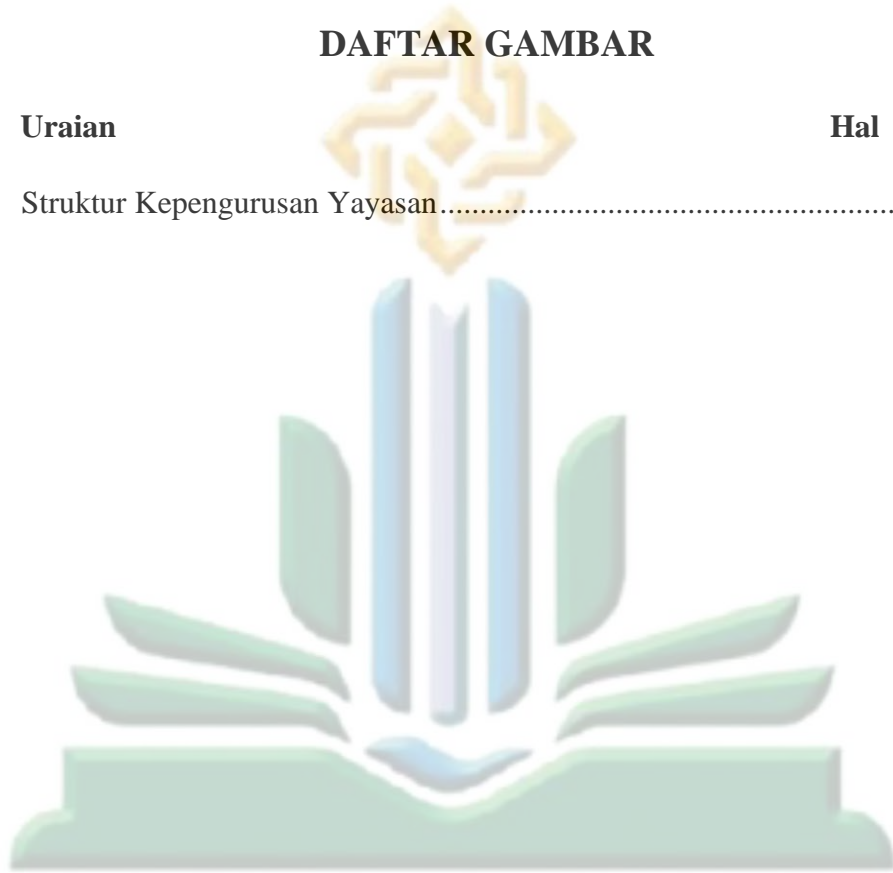 DAFTAR GAMBAR
Uraian Hal
Struktur Kepengurusan Yayasan.........................................................